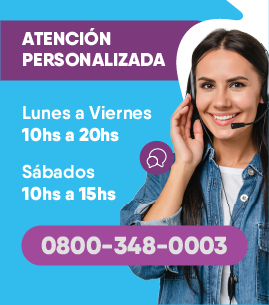 ATENCIÓN
PERSONALIZADA
Lunes a Viernes
10hs a 20hs
Sábados
10hs a 15hs
0800-348-0003